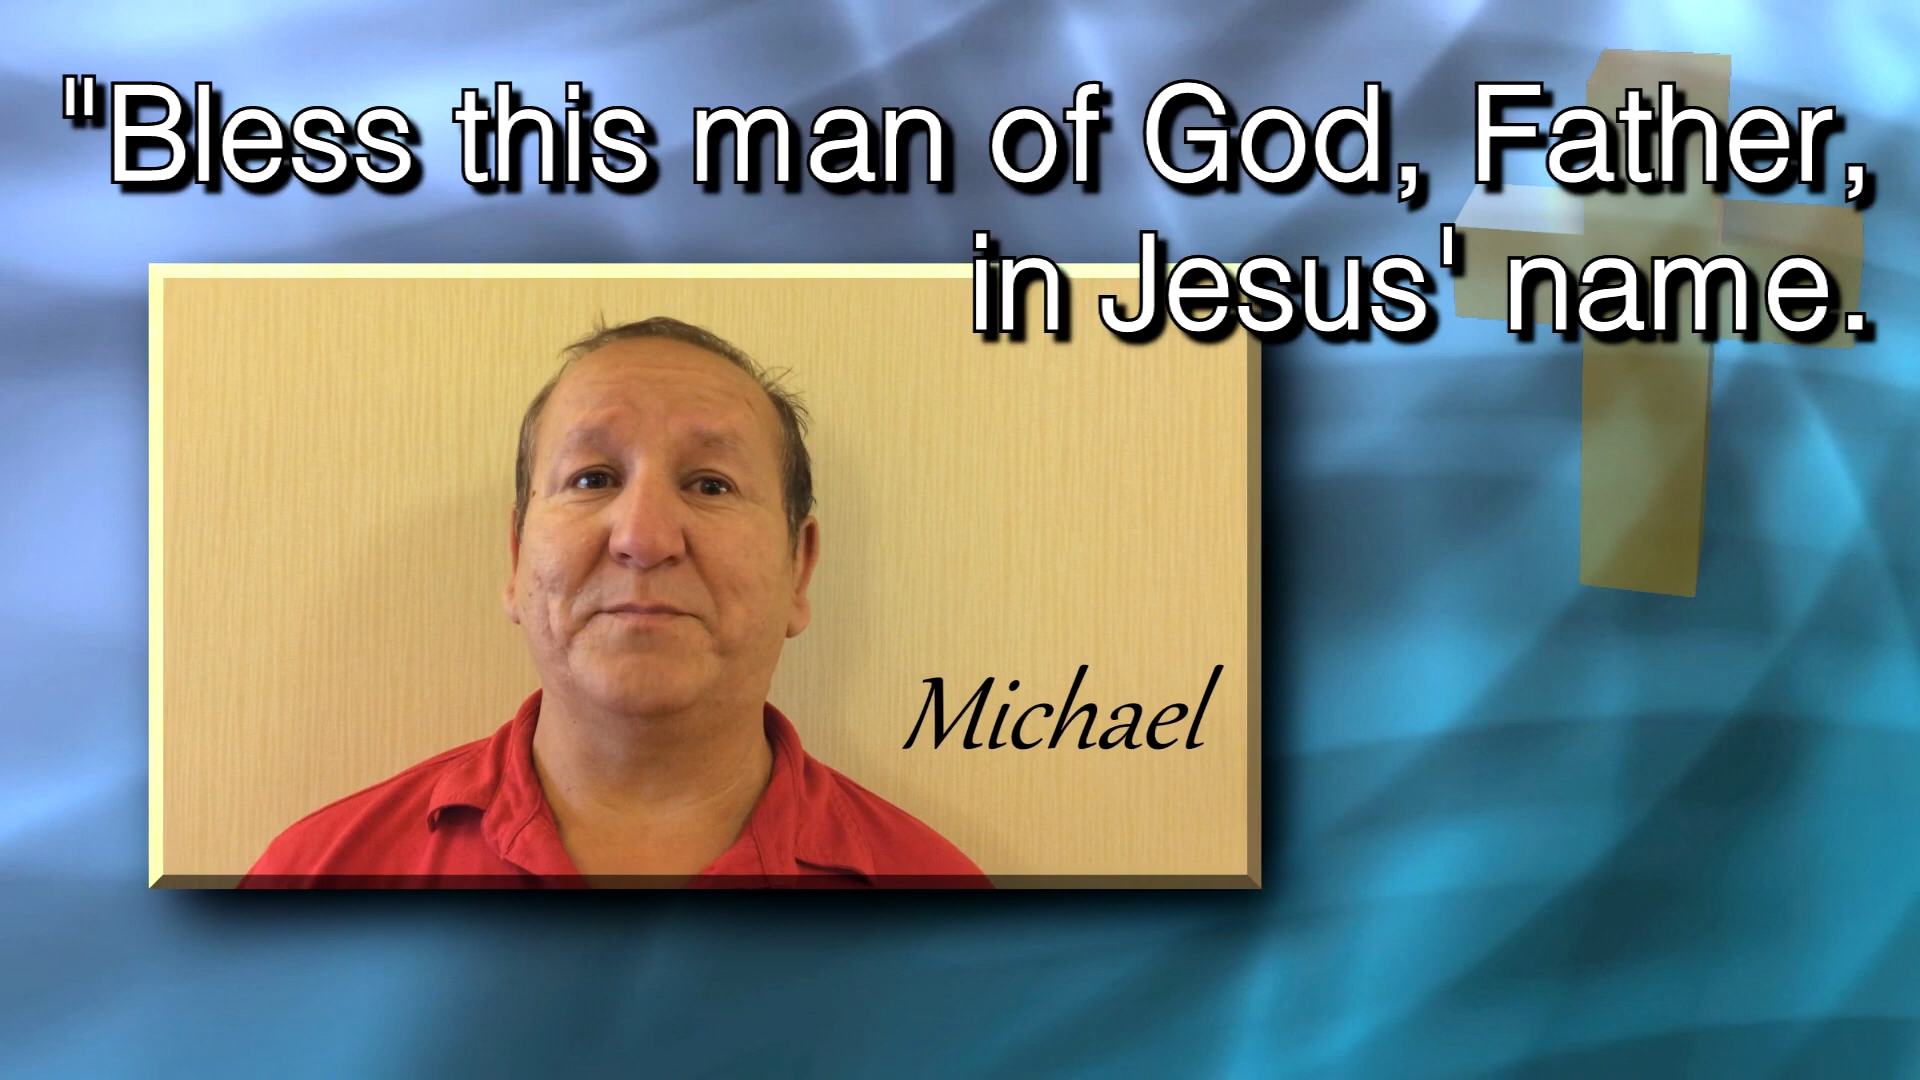 "Bless this man of God, Father,
in Jesus' name.
Michael